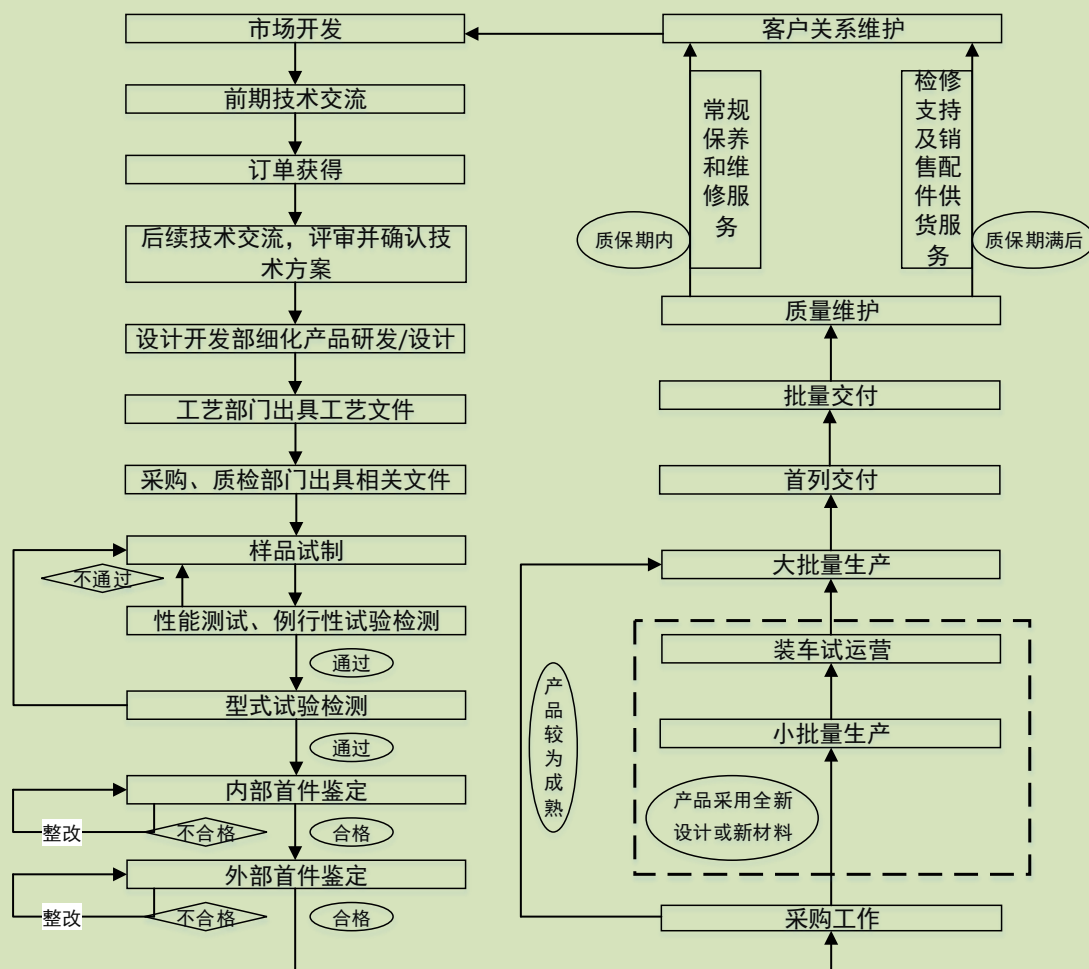 市场开发
前期技术交流
订单获得
后续技术交流，评审并确认技
术方案
设计开发部细化产品研发/设计
工艺部门出具工艺文件
采购、质检部门出具相关文件
样品试制
不通过
性能测试、例行性试验检测
通过
型式试验检测
通过
内部首件鉴定
整改
不合格
合格
外部首件鉴定
整改
不合格
合格
客户关系维护
常规
保养
和维
修服
务
检修
支持
及销
售配
件供
货服
务
质保期内
质保期满后
质量维护
批量交付
首列交付
大批量生产
装车试运营
小批量生产
产
品
较
为
成
熟
产品采用全新
设计或新材料
采购工作